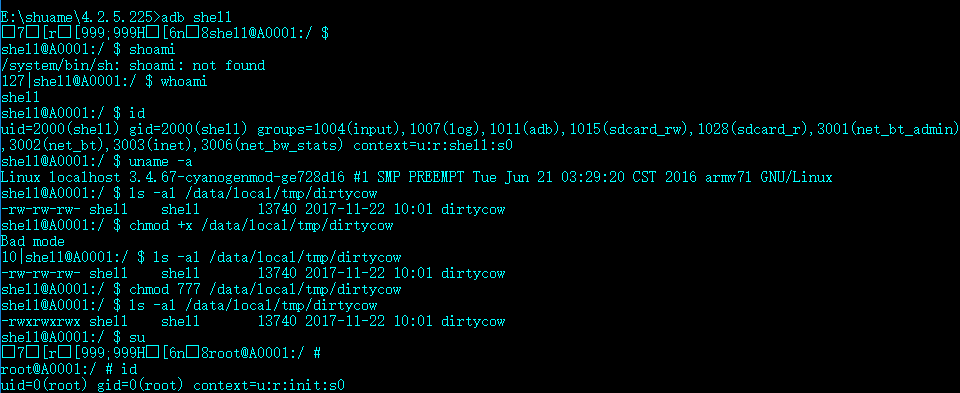 E:\shuame\4.2.5.225>adb shell
□7□[r□[999;999H□[6n□8shell@A0001:/ $
shell@A0001:/ $ shoami
/system/bin/sh: shoami: not found
127|shell@A0001:/ $ whoami
shell
shell@A0001:/ $ id
uid=2000(shell) gid=2000(shell) groups=1004(input),1007(log),1011(adb),1015(sdcard_rw),1028(sdcard_r),3001(net_bt_admin)
,3002(net_bt),3003(inet),3006(net_bw_stats) context=u:r:shell:s0
shell@A0001:/ $ uname -a
Linux localhost 3.4.67-cyanogenmod-ge728d16 #1 SMP PREEMPT Tue Jun 21 03:29:20 CST 2016 armv7l GNU/Linux
shell@A0001:/ $ ls -al /data/local/tmp/dirtycow
-rw-rw-rw- shell    shell       13740 2017-11-22 10:01 dirtycow
shell@A0001:/ $ chmod +x /data/local/tmp/dirtycow
Bad mode
10|shell@A0001:/ $ ls -al /data/local/tmp/dirtycow
-rw-rw-rw- shell    shell       13740 2017-11-22 10:01 dirtycow
shell@A0001:/ $ chmod 777 /data/local/tmp/dirtycow
shell@A0001:/ $ ls -al /data/local/tmp/dirtycow
-rwxrwxrwx shell    shell       13740 2017-11-22 10:01 dirtycow
shell@A0001:/ $ su
□7□[r□[999;999H□[6n□8root@A0001:/ #
root@A0001:/ # id
uid=0(root) gid=0(root) context=u:r:init:s0